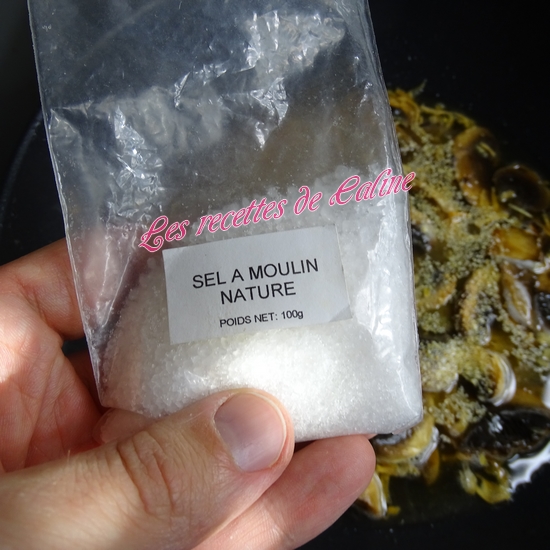 Les recettes de Caline
SEL A MOULIN
NATURE
POIDS NET: 100g